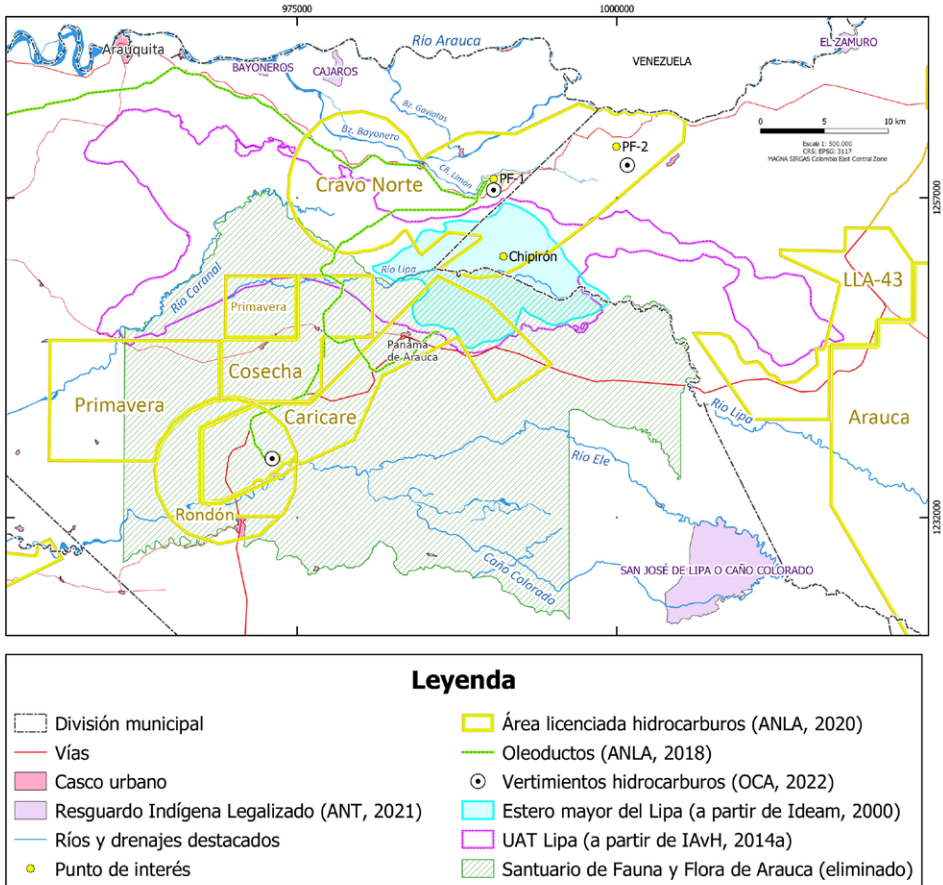 975000
1000000
Arauquita
Río Arauca
EL ZAMURO
BAYONEROS
CAJAROS
VENEZUELA
Bz. Gaviotas
Bz. Bayonero
0 5 10 km
Escala 1: 500.000
CRS: EPSG: 3117
MAGNA SIRGAS Colombia East Central Zone
PF-2
Ch. Limón
PF-1
Cravo Norte
1257000
Chipirón
Río Lipa
Río Caranal
LLA-43
Primavera
Panamá
de Arauca
Cosecha
Primavera
Caricare
Río Lipa
Arauca
Río Ele
Rondón
1232000
Caño Colorado
SAN JOSÉ DE LIPA O CAÑO COLORADO
Leyenda
División municipal
Vías
Casco urbano
Resguardo Indígena Legalizado (ANT, 2021)
Ríos y drenajes destacados
Punto de interés
Área licenciada hidrocarburos (ANLA, 2020)
Oleoductos (ANLA, 2018)
Vertimientos hidrocarburos (OCA, 2022)
Estero mayor del Lipa (a partir de Ideam, 2000)
UAT Lipa (a partir de IAvH, 2014a)
Santuario de Fauna y Flora de Arauca (eliminado)